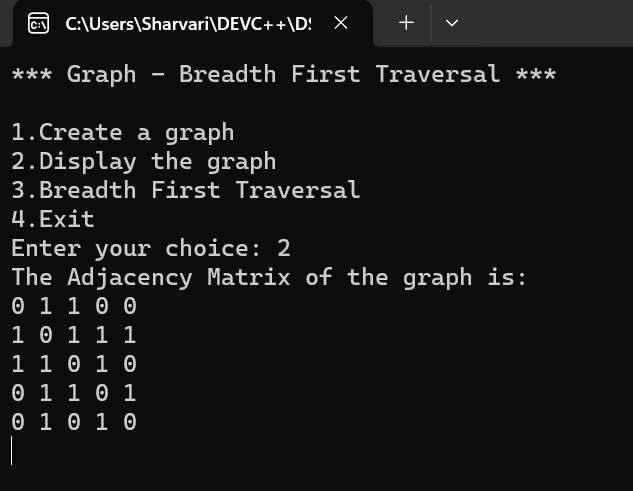 C:\Users\Sharvari\DEVC++\DS
*** Graph - Breadth First Traversal ***
1.Create a graph
2.Display the graph
3.Breadth First Traversal
4.Exit
Enter your choice: 2
The Adjacency Matrix of the graph is:
0 1 1 0 0
1 0 1 1 1
1 1 0 1 0
0 1 1 0 1
0 1 0 1 0